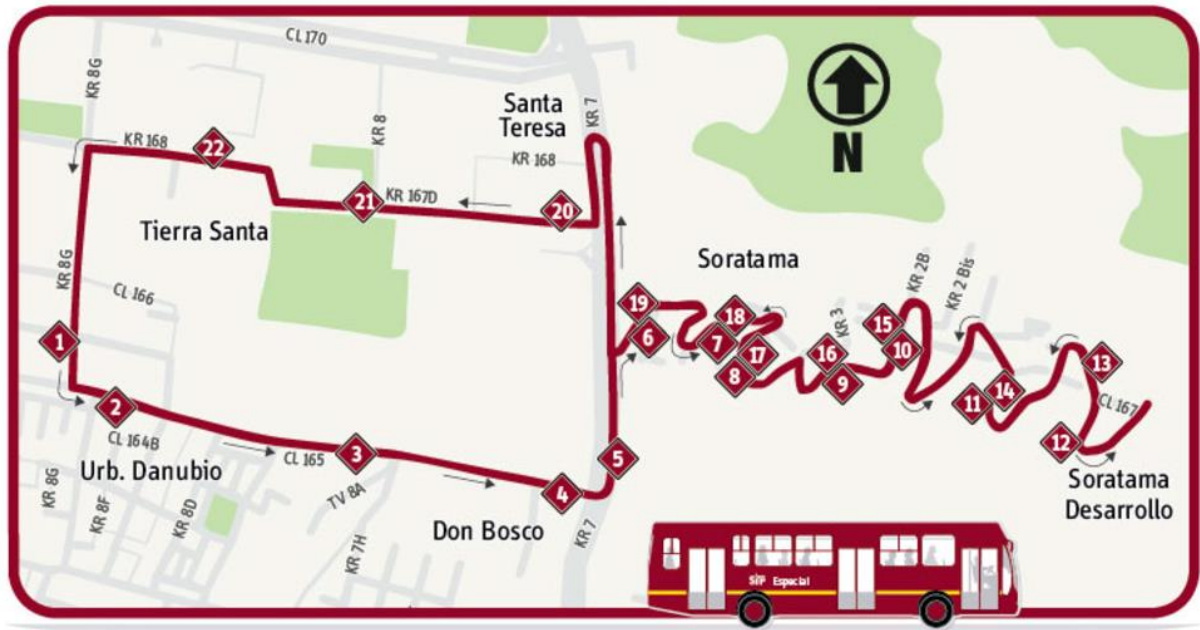 CL 170
KR 8G
KR 7
Santa
Teresa
KR 8
KR 168
22
KR 168
21
KR 167D
20
N
Tierra Santa
KR 8G
Soratama
KR 2B
KR 2 Bis
CL 166
19
18
KR 3
15
1
6
7
17
16
10
13
8
9
11
14
CL 167
2
CL 164B
3
CL 165
5
12
Urb. Danubio
TV 8A
4
Soratama
Desarrollo
KR 8G
KR 8F
KR 8D
KR 7H
Don Bosco
KR 7
SITP Especial